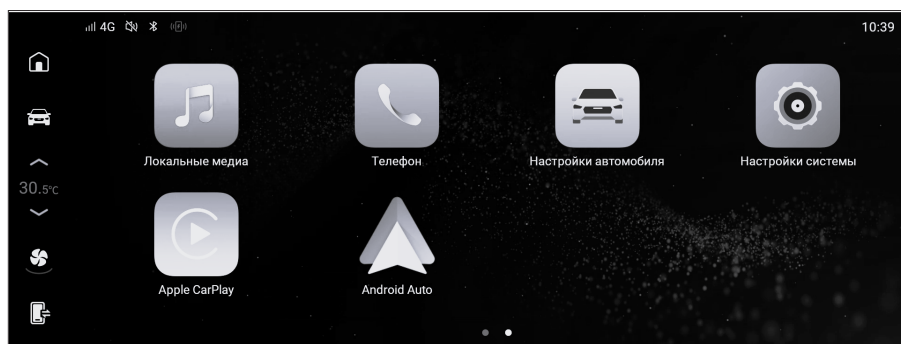 4G
10:39
Локальные медиа
Телефон
Настройки автомобиля
Настройки системы
30.5°C
Apple CarPlay
Android Auto